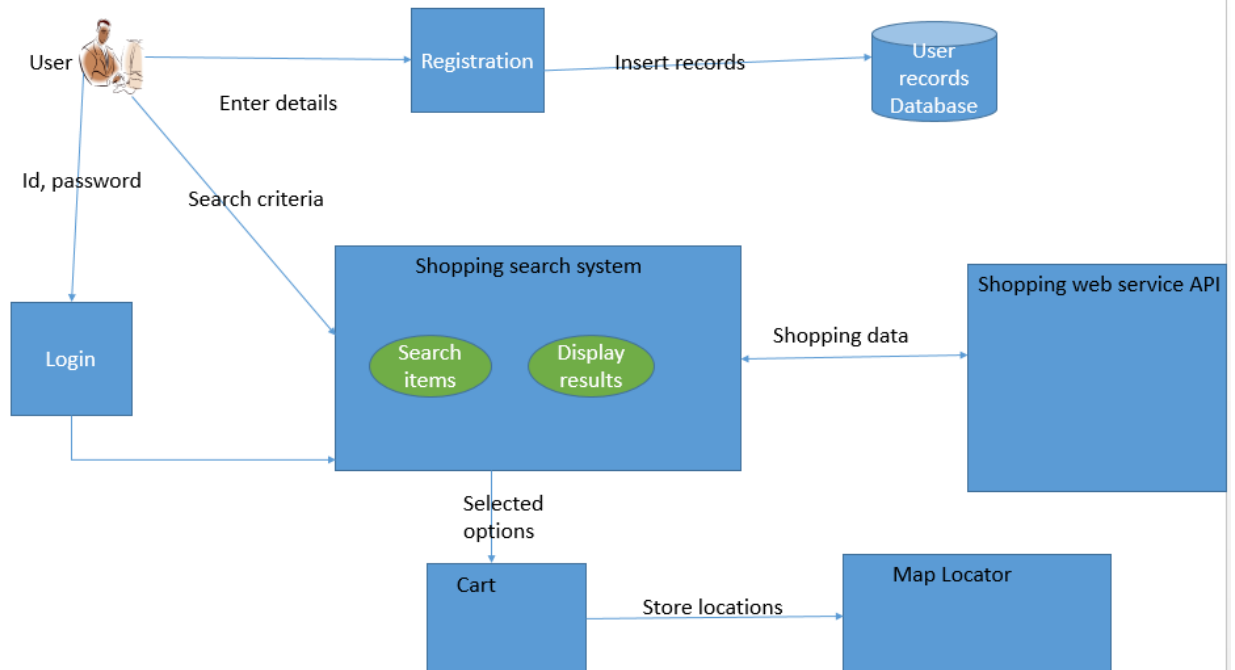 User
Registration
Insert records
User
records
Database
Enter details
Id, password
Search criteria
Shopping search system
Shopping web service API
Login
Search
items
Display
results
Shopping data
Selected
options
Cart
Map Locator
Store locations